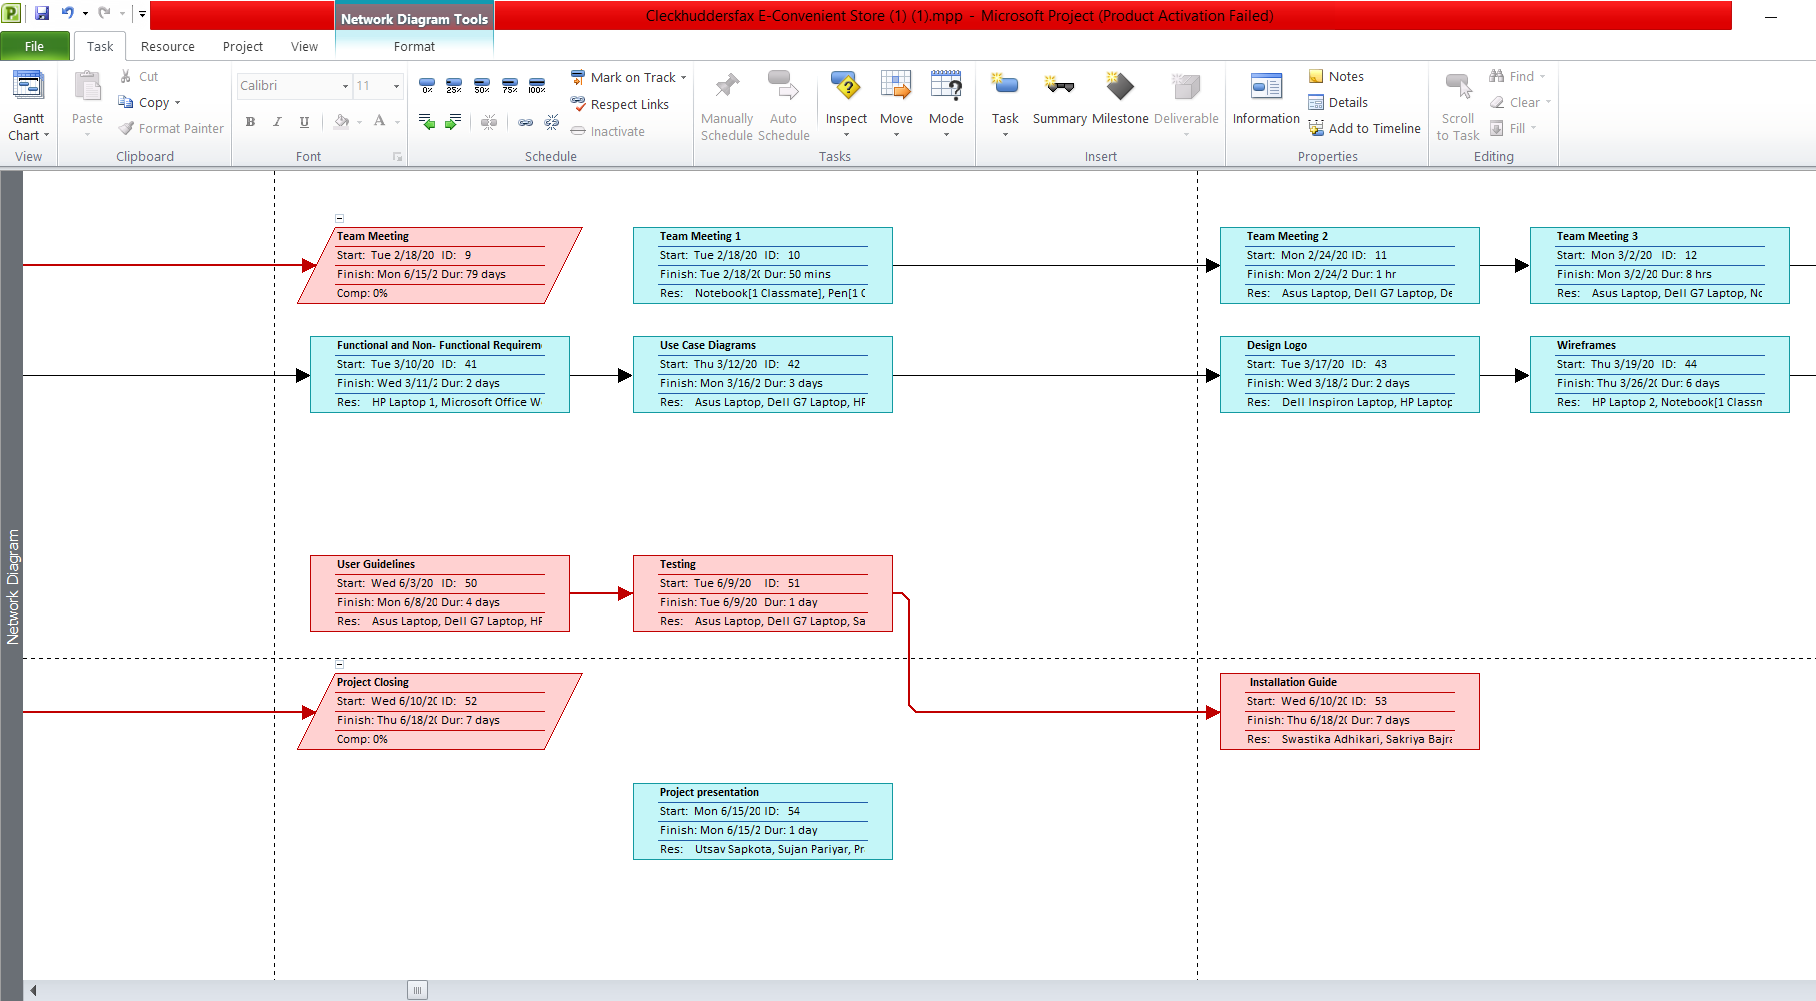 Network Diagram Tools
Cleckhuddersfax E-Convenient Store (1) (1).mpp - Microsoft Project (Product Activation Failed)
File Task Resource Project View Format
Gantt Chart
View
Paste
Cut
Copy
Format Painter
Clipboard
Calibri 11
B I U A
Font
0% 25% 50% 75% 100%
Mark on Track
Respect Links
Inactivate
Schedule
Manually Schedule
Auto Schedule
Inspect
Move
Mode
Tasks
Task
Summary
Milestone
Deliverable
Insert
Information
Notes
Details
Add to Timeline
Properties
Scroll to Task
Find
Clear
Fill
Editing
Network Diagram
Team Meeting
Start: Tue 2/18/20 ID: 9
Finish: Mon 6/15/2 Dur: 79 days
Comp: 0%
Team Meeting 1
Start: Tue 2/18/20 ID: 10
Finish: Tue 2/18/2( Dur: 50 mins
Res: Notebook[1 Classmate], Pen[1 C
Team Meeting 2
Start: Mon 2/24/20 ID: 11
Finish: Mon 2/24/2 Dur: 1 hr
Res: Asus Laptop, Dell G7 Laptop, De
Team Meeting 3
Start: Mon 3/2/20 ID: 12
Finish: Mon 3/2/20 Dur: 8 hrs
Res: Asus Laptop, Dell G7 Laptop, Nc
Functional and Non- Functional Requirem
Start: Tue 3/10/20 ID: 41
Finish: Wed 3/11/2 Dur: 2 days
Res: HP Laptop 1, Microsoft Office W
Use Case Diagrams
Start: Thu 3/12/20 ID: 42
Finish: Mon 3/16/2 Dur: 3 days
Res: Asus Laptop, Dell G7 Laptop, HP
Design Logo
Start: Tue 3/17/20 ID: 43
Finish: Wed 3/18/2 Dur: 2 days
Res: Dell Inspiron Laptop, HP Laptop
Wireframes
Start: Thu 3/19/20 ID: 44
Finish: Thu 3/26/2( Dur: 6 days
Res: HP Laptop 2, Notebook[1 Classm
User Guidelines
Start: Wed 6/3/20 ID: 50
Finish: Mon 6/8/20 Dur: 4 days
Res: Asus Laptop, Dell G7 Laptop, HP
Testing
Start: Tue 6/9/20 ID: 51
Finish: Tue 6/9/20 Dur: 1 day
Res: Asus Laptop, Dell G7 Laptop, Sa
Project Closing
Start: Wed 6/10/2( ID: 52
Finish: Thu 6/18/2( Dur: 7 days
Comp: 0%
Installation Guide
Start: Wed 6/10/2( ID: 53
Finish: Thu 6/18/2( Dur: 7 days
Res: Swastika Adhikari, Sakriya Bajra
Project presentation
Start: Mon 6/15/20 ID: 54
Finish: Mon 6/15/2 Dur: 1 day
Res: Utsav Sapkota, Sujan Pariyar, Pr